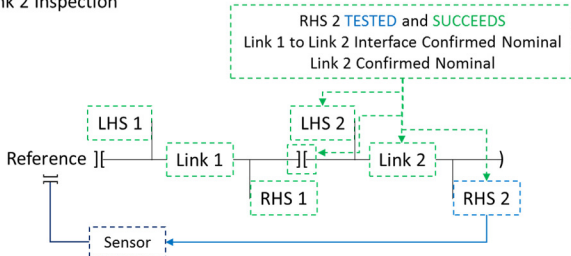 nk 2 Inspection
RHS 2 TESTED and SUCCEEDS
Link 1 to Link 2 Interface Confirmed Nominal
Link 2 Confirmed Nominal
LHS 1
LHS 2
Reference ][
Link 1
][
Link 2
)
][
RHS 1
RHS 2
Sensor